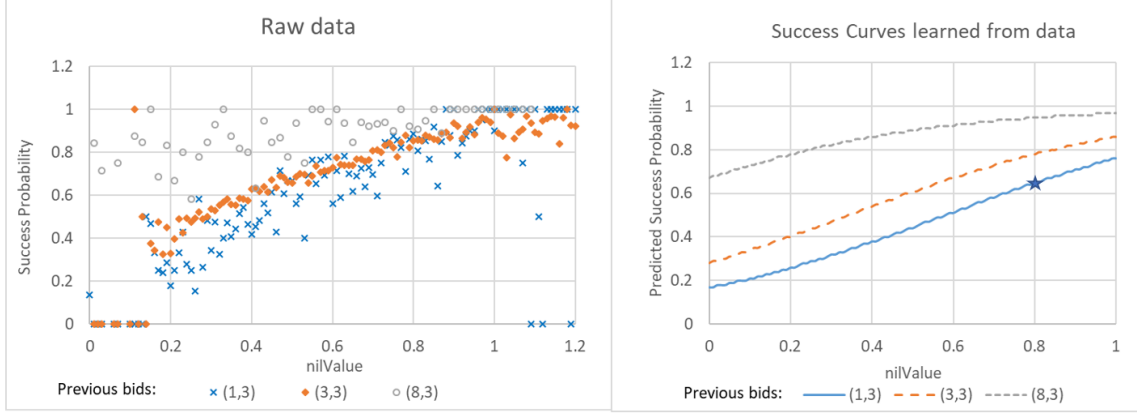 Raw data
Success Probability
1.2
1
0.8
0.6
0.4
0.2
0
0 0.2 0.4 0.6 0.8 1 1.2
nilValue
Previous bids: (1,3) (3,3) (8,3)
Success Curves learned from data
Predicted Success Probability
1.2
1
0.8
0.6
0.4
0.2
0
0 0.2 0.4 0.6 0.8 1
nilValue
Previous bids: (1,3) (3,3) (8,3)